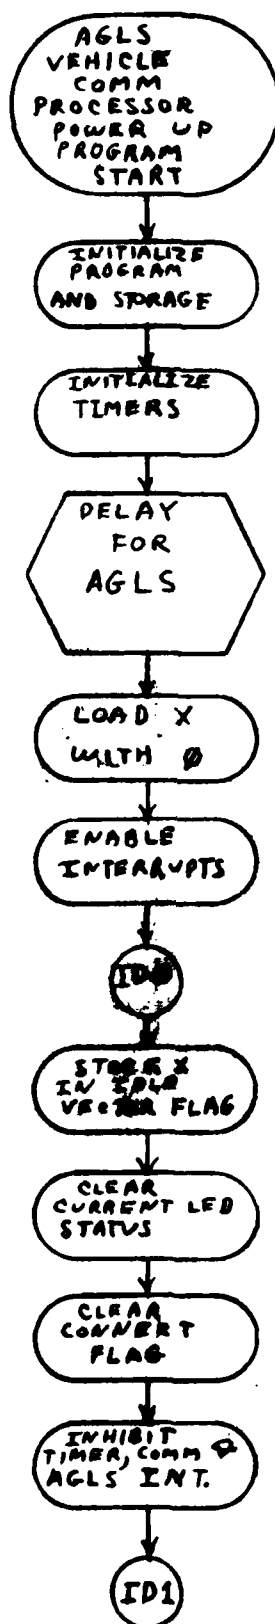 AGLS
VEHICLE
COMM
PROCESSOR
POWER UP
PROGRAM
START
INITIALIZE
PROGRAM
AND STORAGE
INITIALIZE
TIMERS
DELAY
FOR
AGLS
LOAD X
WITH Ø
ENABLE
INTERRUPTS
IDØ
STORE X
IN IDLE
VECTOR FLAG
CLEAR
CURRENT LED
STATUS
CLEAR
CONVERT
FLAG
INHIBIT
TIMER, COMM &
AGLS INT.
ID1